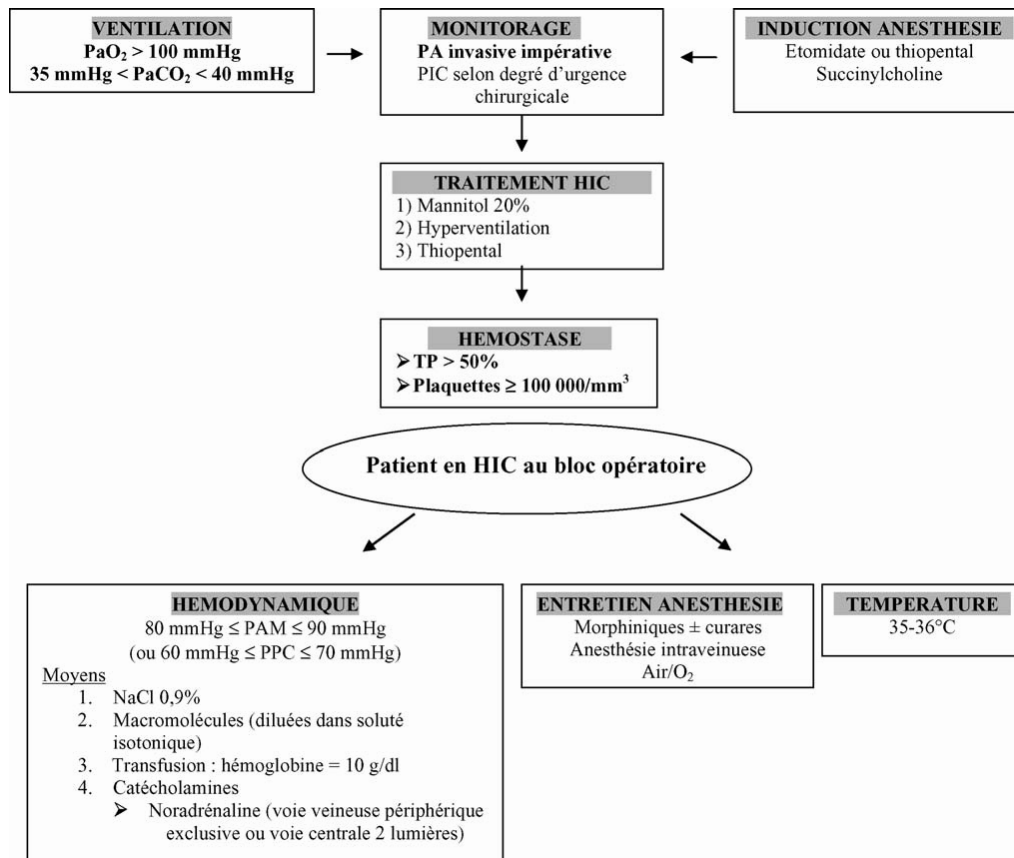 VENTILATION
PaO₂ > 100 mmHg
35 mmHg < PaCO₂ < 40 mmHg
MONITORAGE
PA invasive impérative
PIC selon degré d’urgence
chirurgicale
INDUCTION ANESTHESIE
Etomidate ou thiopental
Succinylcholine
TRAITEMENT HIC
1) Mannitol 20%
2) Hyperventilation
3) Thiopental
HEMOSTASE
➢ TP > 50%
➢ Plaquettes ≥ 100 000/mm³
Patient en HIC au bloc opératoire
HEMODYNAMIQUE
80 mmHg ≤ PAM ≤ 90 mmHg
(ou 60 mmHg ≤ PPC ≤ 70 mmHg)
Moyens
1. NaCl 0,9%
2. Macromolécules (diluées dans soluté
isotonique)
3. Transfusion : hémoglobine = 10 g/dl
4. Catécholamines
➢ Noradrénaline (voie veineuse périphérique
exclusive ou voie centrale 2 lumières)
ENTRETIEN ANESTHESIE
Morphiniques ± curares
Anesthésie intraveinuese
Air/O₂
TEMPERATURE
35-36°C